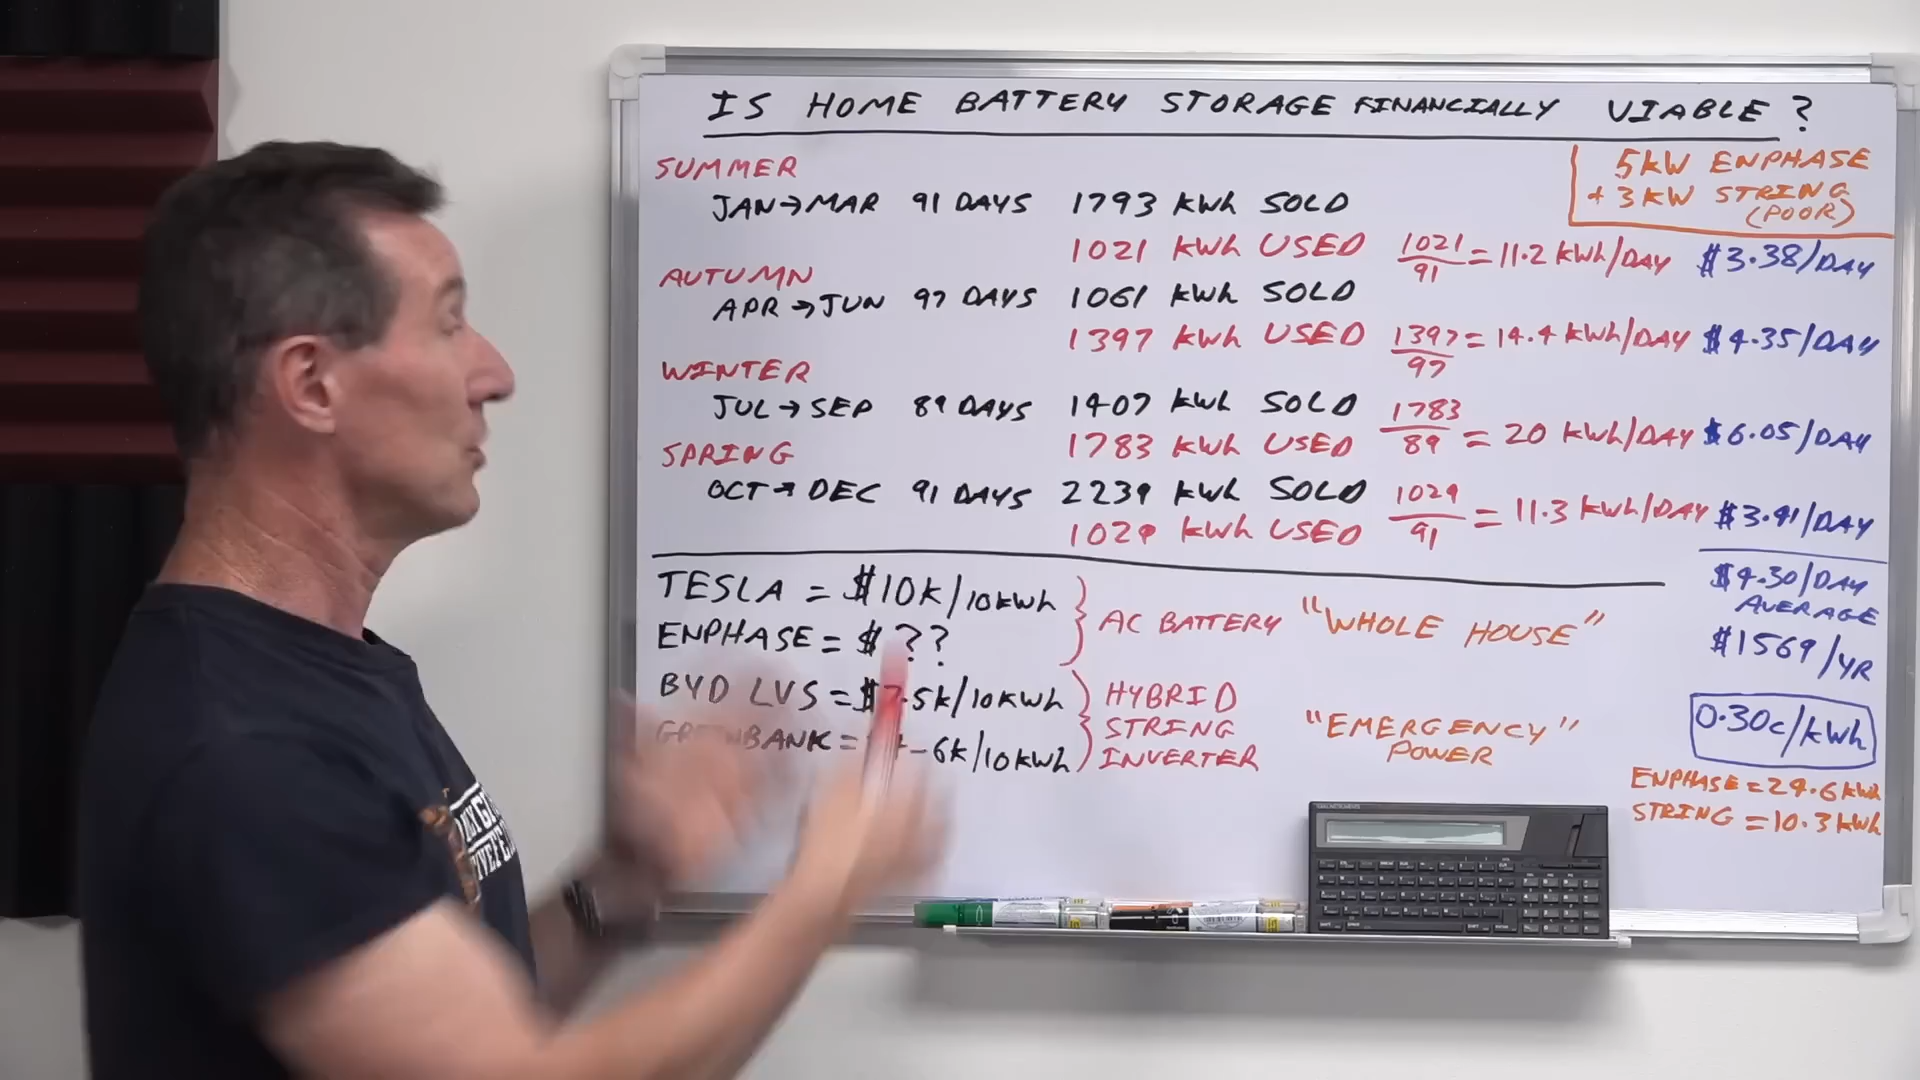 IS HOME BATTERY STORAGE FINANCIALLY VIABLE?
5KW ENPHASE
+ 3KW STRING
(POOR)
SUMMER
JAN→MAR 91 DAYS 1793 KWh SOLD
1021 KWh USED 1021/91 = 11.2 KWh/DAY $3.38/DAY
AUTUMN
APR→JUN 97 DAYS 1061 KWh SOLD
1397 KWh USED 1397/97 = 14.4 KWh/DAY $4.35/DAY
WINTER
JUL→SEP 89 DAYS 1407 KWh SOLD
1783 KWh USED 1783/89 = 20 KWh/DAY $6.05/DAY
SPRING
OCT→DEC 91 DAYS 2239 KWh SOLD
1029 KWh USED 1029/91 = 11.3 KWh/DAY $3.41/DAY
TESLA = $10K/10KWh } AC BATTERY "WHOLE HOUSE"
ENPHASE = $??
BYD LVS = $7.5K/10KWh } HYBRID
STRING
INVERTER
"EMERGENCY"
POWER
= - 6K/10KWh
$4.30/DAY
AVERAGE
$1569/YR
0.30c/KWh
ENPHASE = 24.6KWh
STRING = 10.3KWh